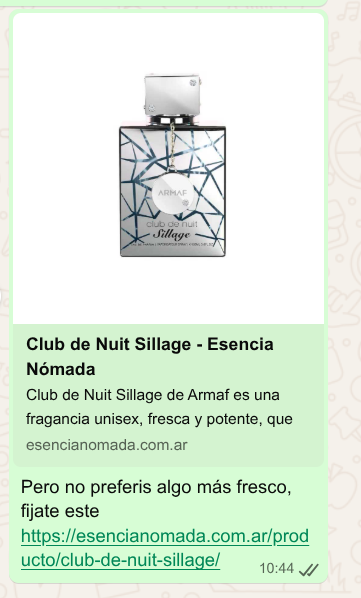 ARMAF
club de nuit
Sillage
Club de Nuit Sillage - Esencia
Nómada
Club de Nuit Sillage de Armaf es una
fragancia unisex, fresca y potente, que
esencianomada.com.ar
Pero no preferis algo más fresco,
fijate este
https://esencianomada.com.ar/prod
ucto/club-de-nuit-sillage/
10:44